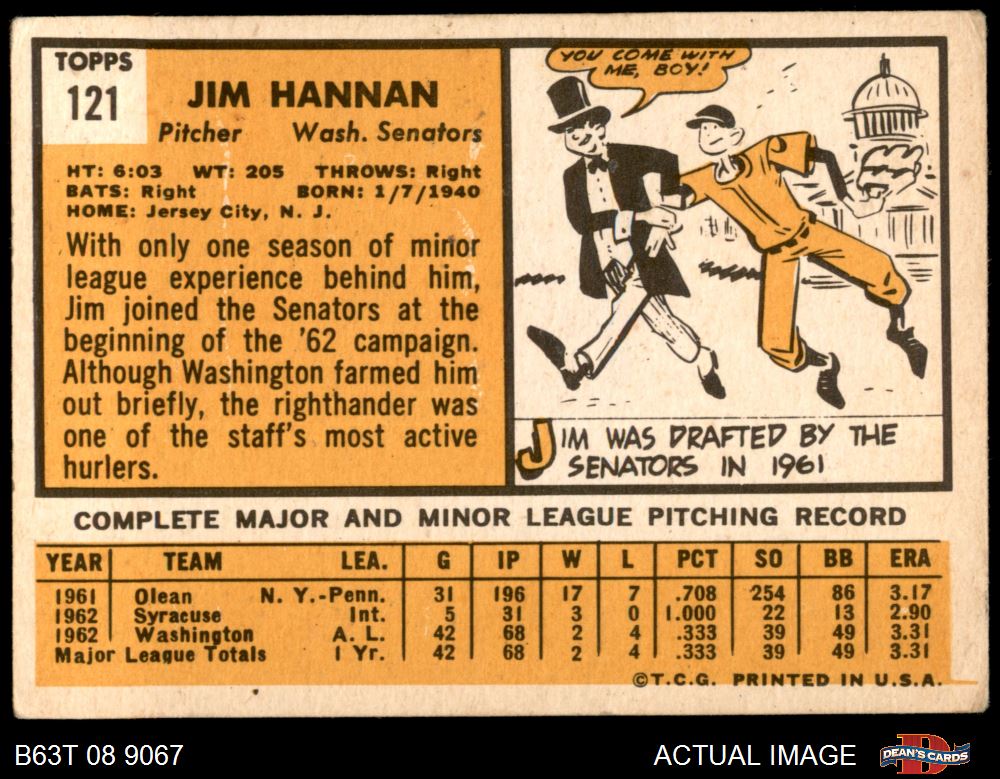 TOPPS
121
JIM HANNAN
Pitcher Wash. Senators
HT: 6:03 WT: 205 THROWS: Right
BATS: Right BORN: 1/7/1940
HOME: Jersey City, N. J.
With only one season of minor
league experience behind him,
Jim joined the Senators at the
beginning of the '62 campaign.
Although Washington farmed him
out briefly, the righthander was
one of the staff's most active
hurlers.
YOU COME WITH
ME, BOY!
JIM WAS DRAFTED BY THE
SENATORS IN 1961
COMPLETE MAJOR AND MINOR LEAGUE PITCHING RECORD
YEAR TEAM LEA. G IP W L PCT SO BB ERA
1961 Olean N. Y.-Penn. 31 196 17 7 .708 254 86 3.17
1962 Syracuse Int. 5 31 3 0 1.000 22 13 2.90
1962 Washington A. L. 42 68 2 4 .333 39 49 3.31
Major League Totals 1 Yr. 42 68 2 4 .333 39 49 3.31
©T.C.G. PRINTED IN U.S.A.
B63T 08 9067 ACTUAL IMAGE
DEAN'S CARDS